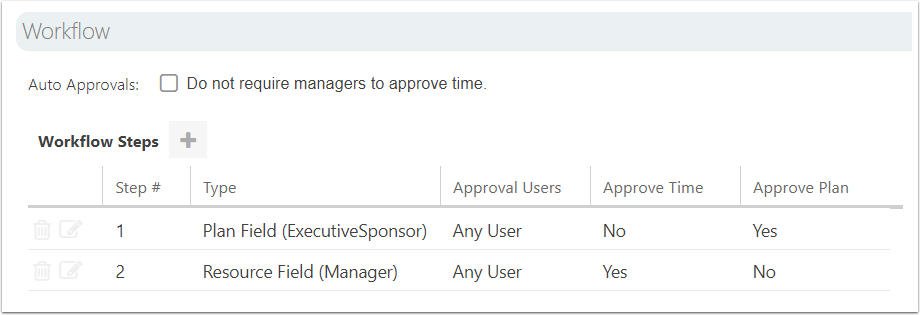 Workflow
Auto Approvals: Do not require managers to approve time.
Workflow Steps +
Step # Type Approval Users Approve Time Approve Plan
1 Plan Field (ExecutiveSponsor) Any User No Yes
2 Resource Field (Manager) Any User Yes No